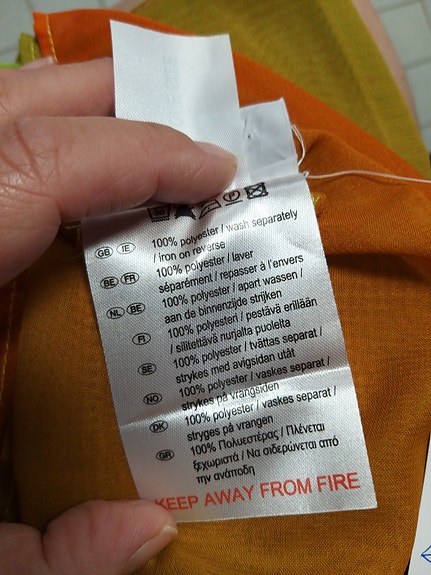 GB IE 100% polyester / wash separately
/ iron on reverse
BE FR 100% polyester / laver
séparément / repasser à l'envers
NL BE 100% polyester / apart wassen /
aan de binnenzijde strijken
FI 100% polyesteri / pestävä erillään
/ silitettävä nurjalta puolelta
SE 100% polyester / tvättas separat /
strykes med avigsidan utåt
NO 100% polyester / vaskes separat /
strykes på vrangsiden
DK 100% polyester / vaskes separat /
stryges på vrangen
GR 100% Πολυεστέρας / Πλένεται
ξεχωριστά / Να σιδερώνεται από
την ανάποδη
KEEP AWAY FROM FIRE